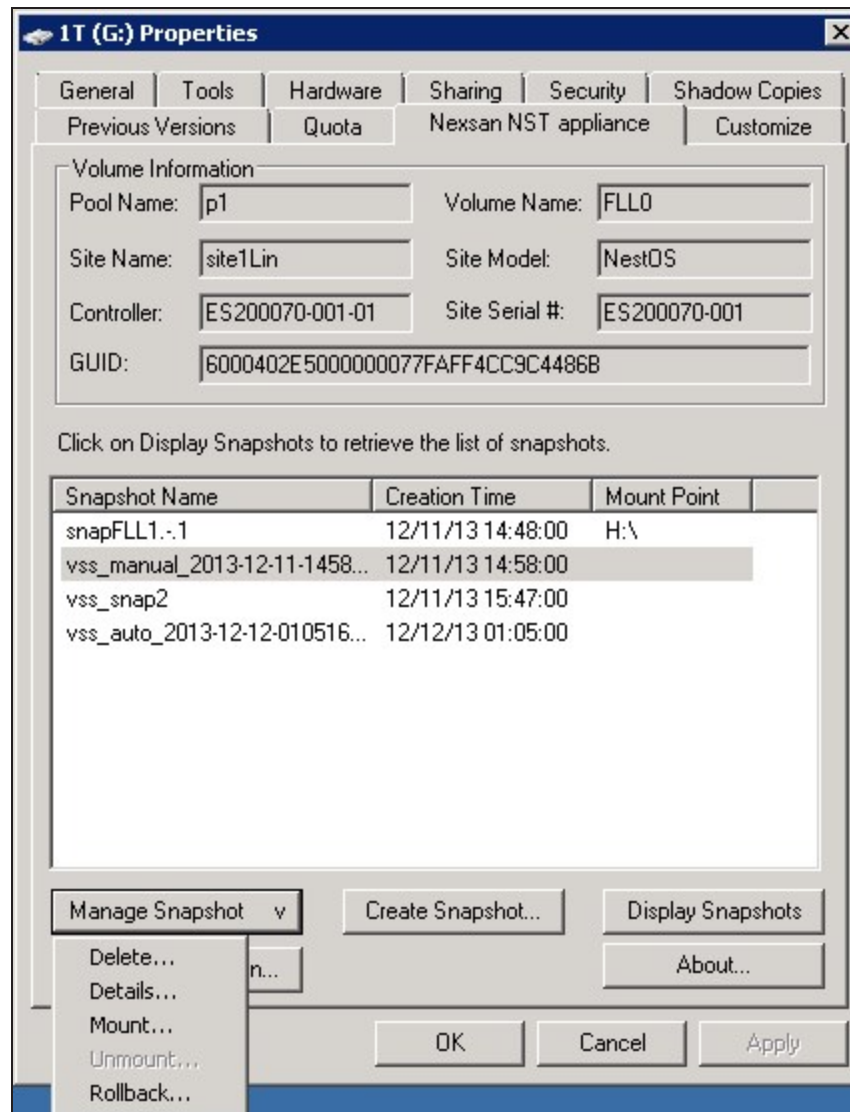 1T (G:) Properties
General Tools Hardware Sharing Security Shadow Copies
Previous Versions Quota Nexsan NST appliance Customize
Volume Information
Pool Name: p1 Volume Name: FLL0
Site Name: site1Lin Site Model: NestOS
Controller: ES200070-001-01 Site Serial #: ES200070-001
GUID: 6000402E5000000077FAFF4CC9C4486B
Click on Display Snapshots to retrieve the list of snapshots.
Snapshot Name Creation Time Mount Point
snapFLL1.-.1 12/11/13 14:48:00 H:\
vss_manual_2013-12-11-1458... 12/11/13 14:58:00
vss_snap2 12/11/13 15:47:00
vss_auto_2013-12-12-010516... 12/12/13 01:05:00
Manage Snapshot v Create Snapshot... Display Snapshots
Delete... n... About...
Details...
Mount... OK Cancel Apply
Unmount...
Rollback...